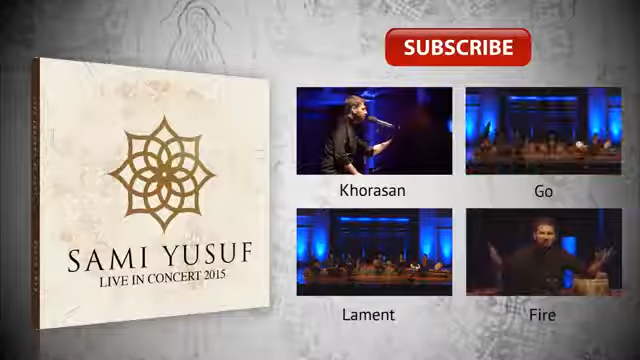 SAMI YUSUF
LIVE IN CONCERT 2015
SUBSCRIBE
Khorasan
Go
Lament
Fire